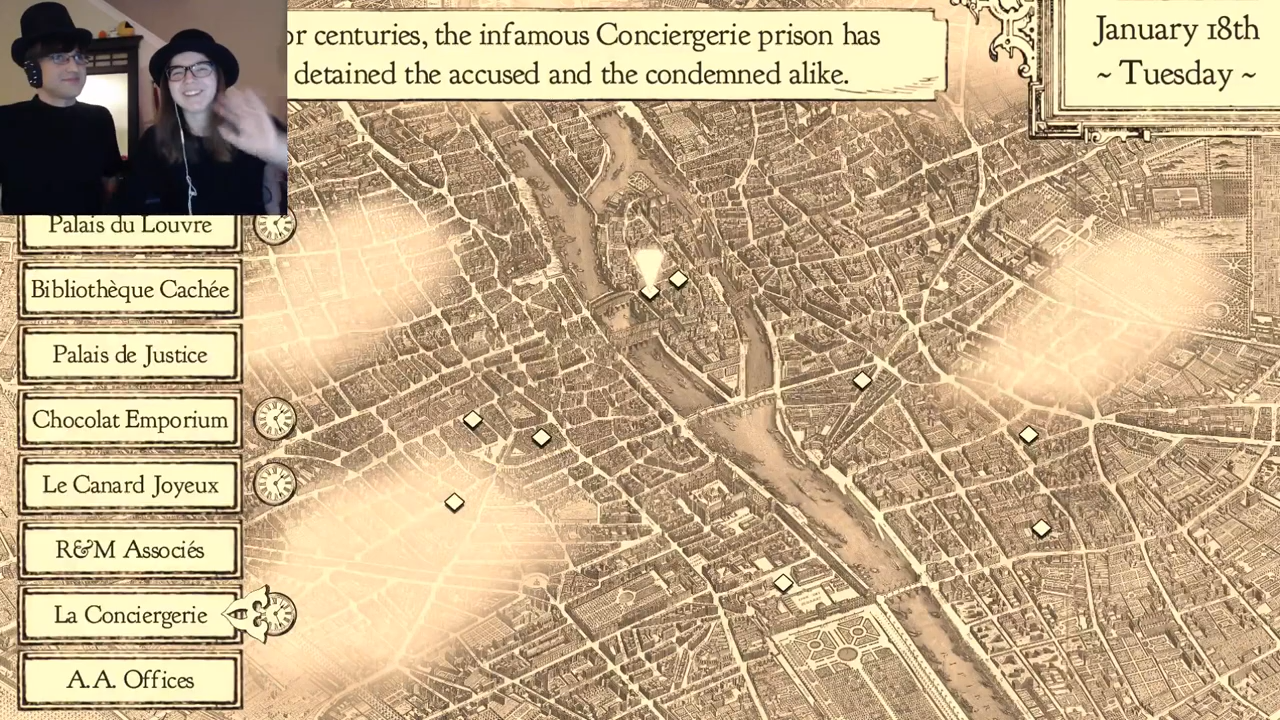 or centuries, the infamous Conciergerie prison has
detained the accused and the condemned alike.
January 18th
~ Tuesday ~
Palais du Louvre
Bibliothèque Cachée
Palais de Justice
Chocolat Emporium
Le Canard Joyeux
R&M Associés
La Conciergerie
A.A. Offices